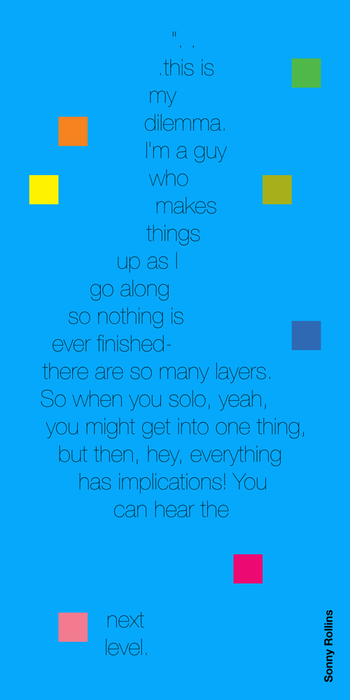 ". .
.this is
my
dilemma.
I'm a guy
who
makes
things
up as I
go along
so nothing is
ever finished-
there are so many layers.
So when you solo, yeah,
you might get into one thing,
but then, hey, everything
has implications! You
can hear the
next
level.
Sonny Rollins